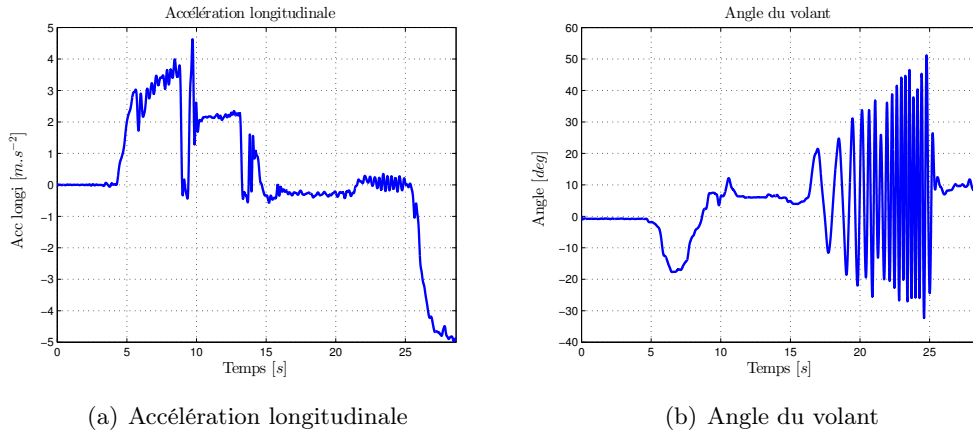 Accélération longitudinale
5
4
3
2
1
0
−1
−2
−3
−4
−5
Acc longi [m.s−2]
0 5 10 15 20 25
Temps [s]
(a) Accélération longitudinale
Angle du volant
60
50
40
30
20
10
0
−10
−20
−30
−40
Angle [deg]
0 5 10 15 20 25
Temps [s]
(b) Angle du volant